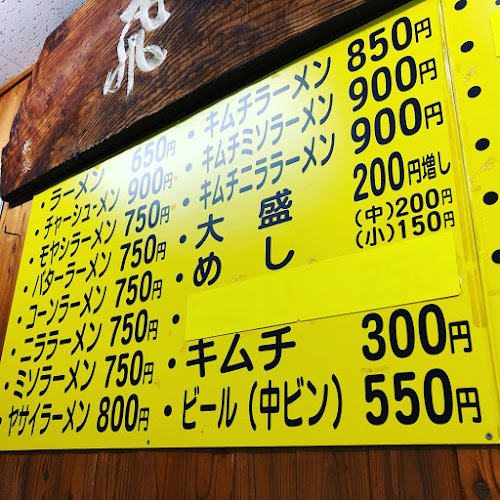 ・ラーメン 650円
・チャーシューメン 900円
・モヤシラーメン 750円
・バターラーメン 750円
・コーンラーメン 750円
・ニララーメン 750円
・ミソラーメン 750円
・ヤサイラーメン 800円
・キムチラーメン 850円
・キムチミソラーメン 900円
・キムチニララーメン 900円
・大盛 200円増し
・めし (中)200円
(小)150円
・キムチ 300円
・ビール(中ビン) 550円